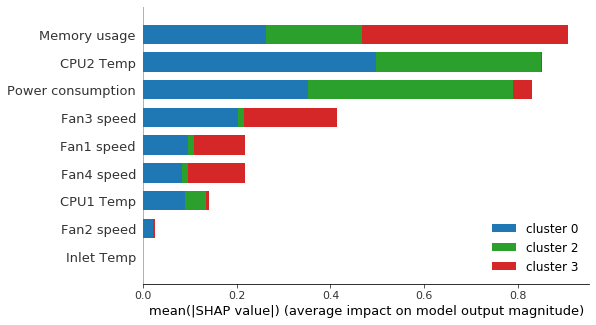 Memory usage
CPU2 Temp
Power consumption
Fan3 speed
Fan1 speed
Fan4 speed
CPU1 Temp
Fan2 speed
Inlet Temp
cluster 0
cluster 2
cluster 3
0.0 0.2 0.4 0.6 0.8
mean(|SHAP value|) (average impact on model output magnitude)